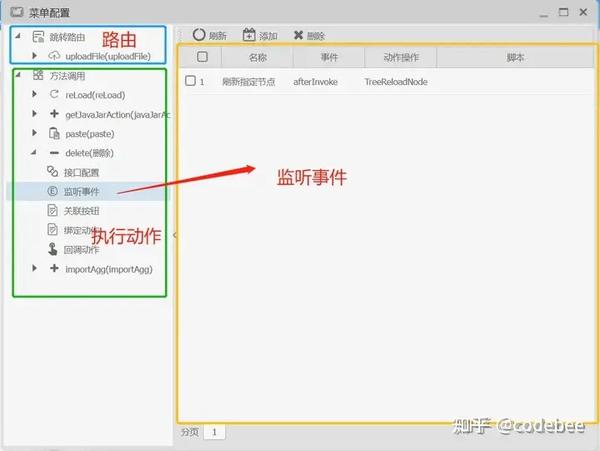 菜单配置
跳转路由
路由
uploadFile(uploadFile)
方法调用
reLoad(reLoad)
getJavaJarAction(javaJarAc
paste(paste)
delete(删除)
接口配置
监听事件
关联按钮
绑定动作
执行动作
回调动作
importAgg(importAgg)
刷新 添加 删除
名称 事件 动作操作 脚本
1 刷新指定节点 afterInvoke TreeReloadNode
监听事件
分页 1
知乎 @codebee